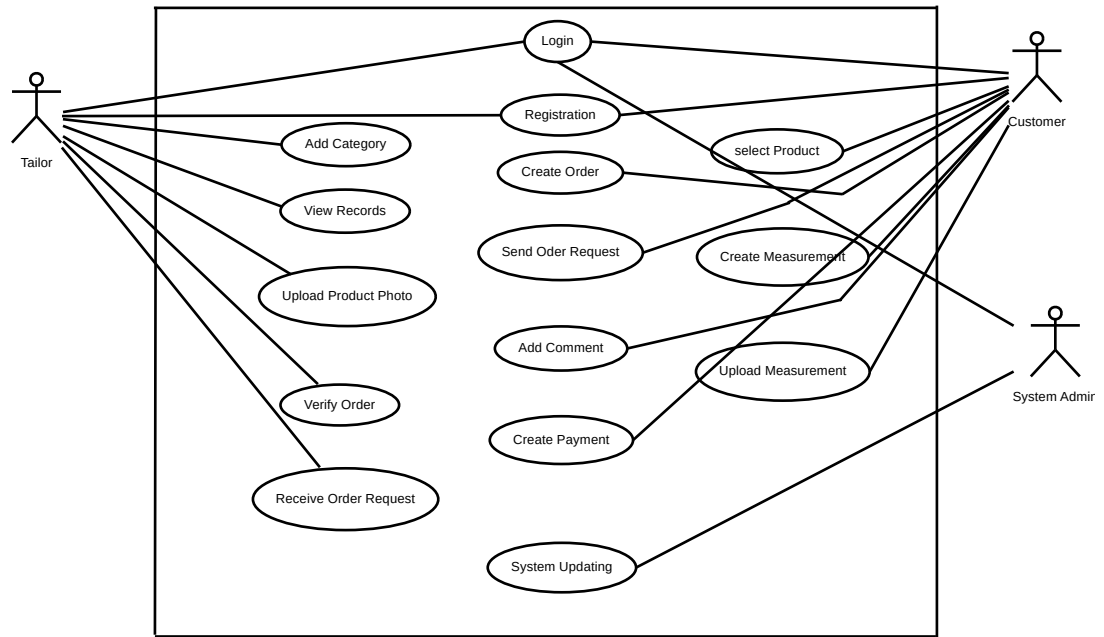 Login
Registration
Customer
Add Category
select Product
Tailor
Create Order
View Records
Send Oder Request
Create Measurement
Upload Product Photo
Add Comment
Upload Measurement
System Admin
Verify Order
Create Payment
Receive Order Request
System Updating